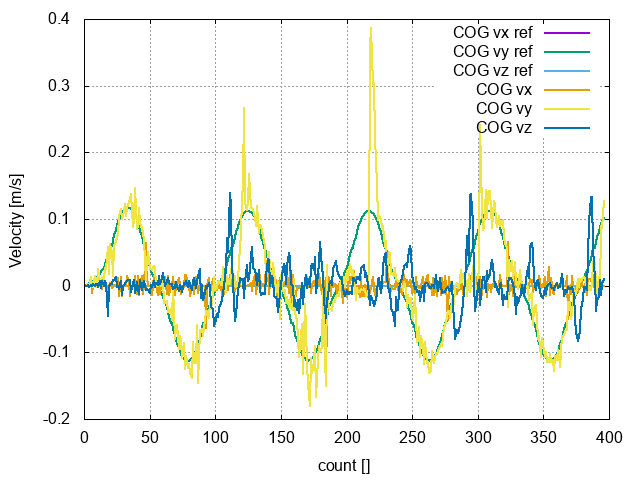 0.4
0.3
0.2
0.1
0
-0.1
-0.2
Velocity [m/s]
COG vx ref
COG vy ref
COG vz ref
COG vx
COG vy
COG vz
0 50 100 150 200 250 300 350 400
count []